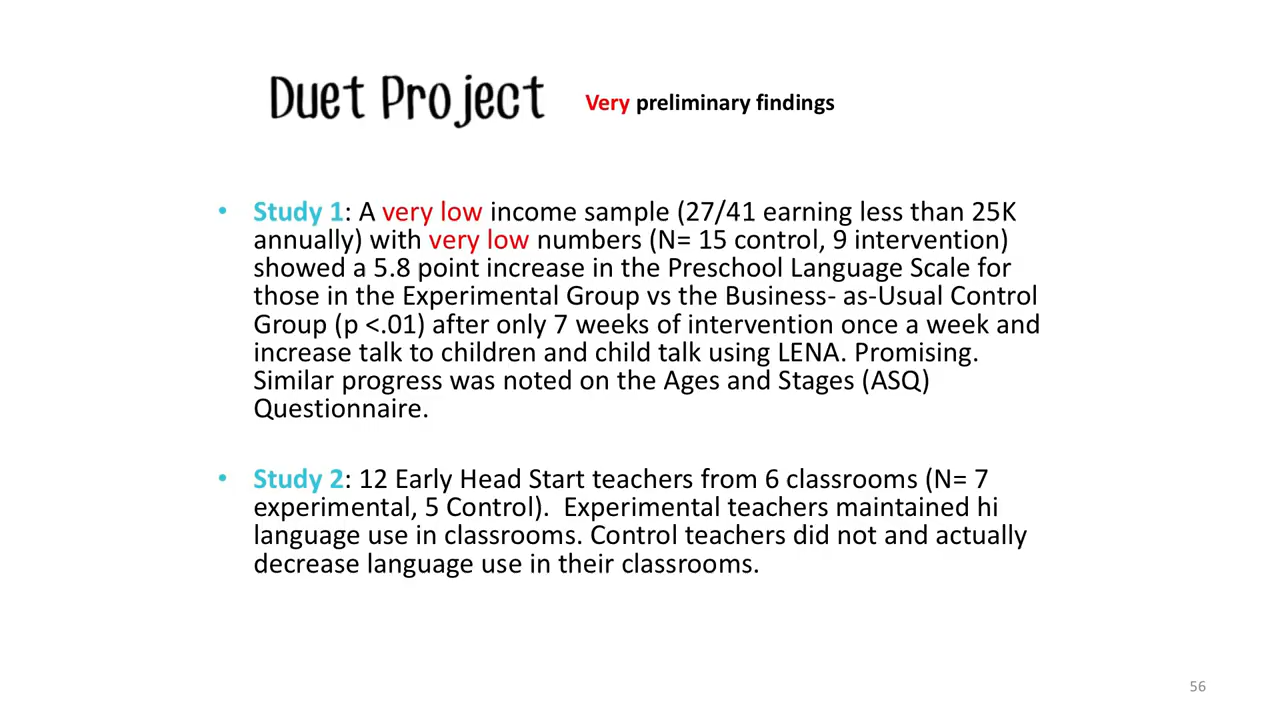 Duet Project
Very preliminary findings
• Study 1: A very low income sample (27/41 earning less than 25K
annually) with very low numbers (N= 15 control, 9 intervention)
showed a 5.8 point increase in the Preschool Language Scale for
those in the Experimental Group vs the Business- as-Usual Control
Group (p <.01) after only 7 weeks of intervention once a week and
increase talk to children and child talk using LENA. Promising.
Similar progress was noted on the Ages and Stages (ASQ)
Questionnaire.
• Study 2: 12 Early Head Start teachers from 6 classrooms (N= 7
experimental, 5 Control).  Experimental teachers maintained hi
language use in classrooms. Control teachers did not and actually
decrease language use in their classrooms.
56